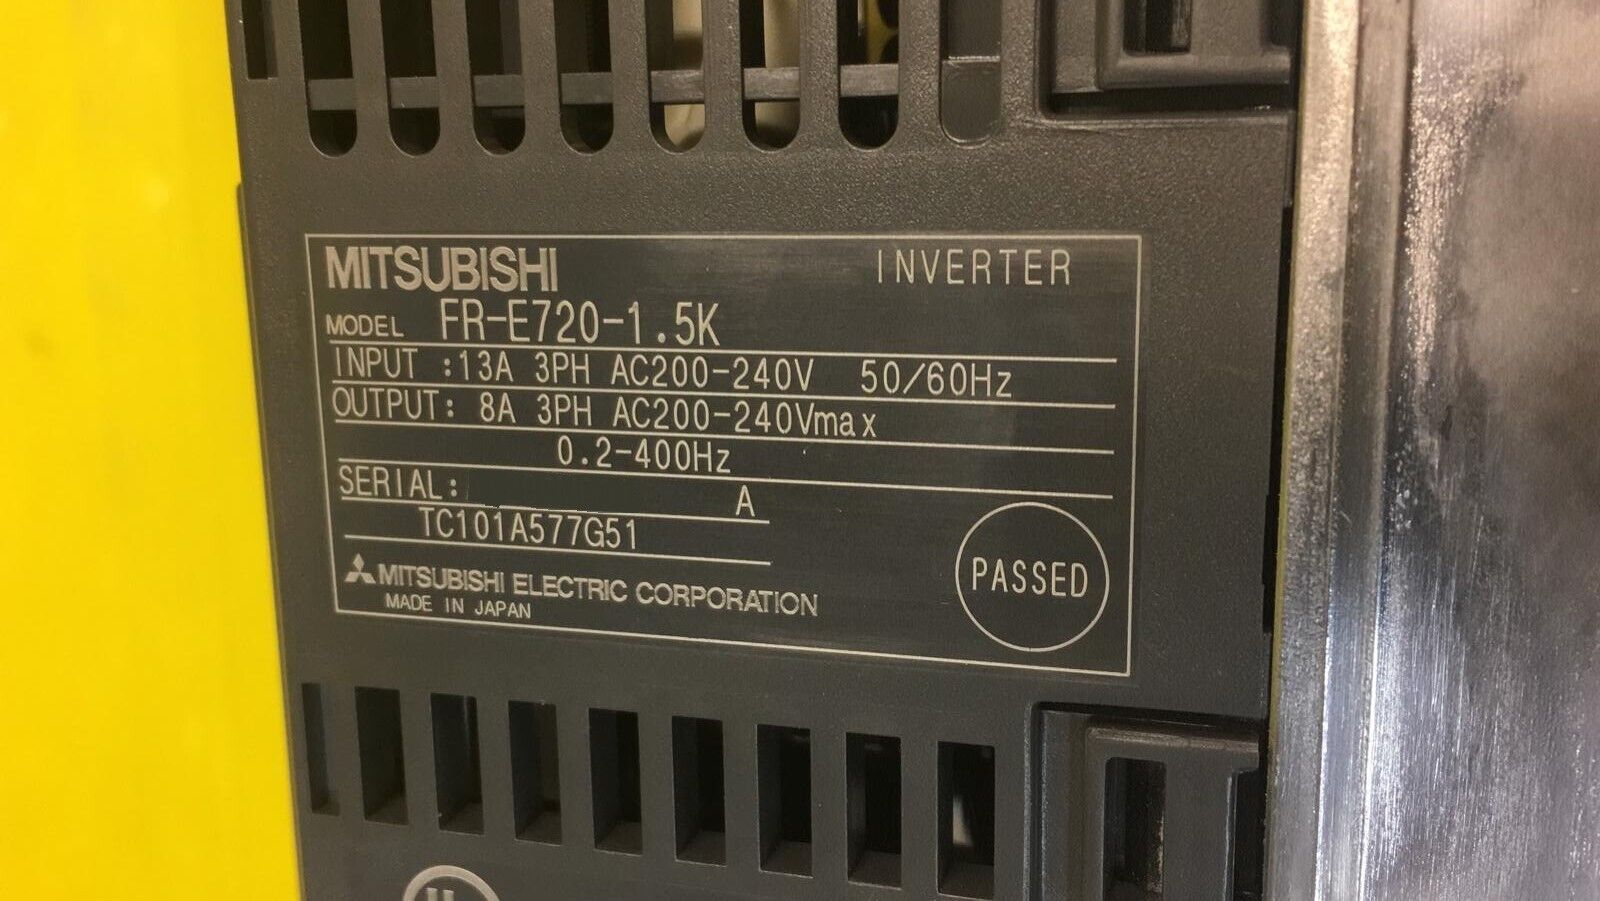 MITSUBISHI INVERTER
MODEL FR-E720-1.5K
INPUT :13A 3PH AC200-240V 50/60Hz
OUTPUT: 8A 3PH AC200-240Vmax
0.2-400Hz
SERIAL: A
TC101A577G51
PASSED
MITSUBISHI ELECTRIC CORPORATION
MADE IN JAPAN